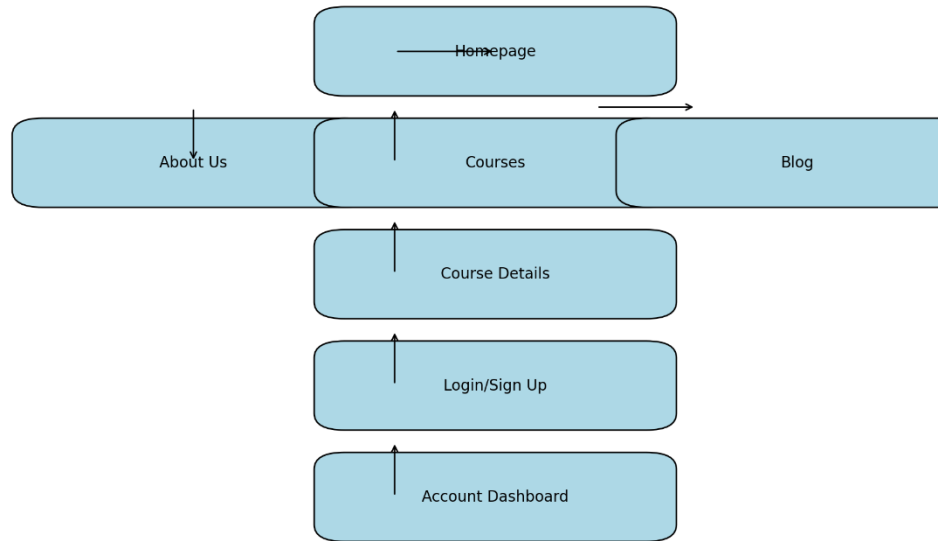 Homepage
About Us
Courses
Blog
Course Details
Login/Sign Up
Account Dashboard